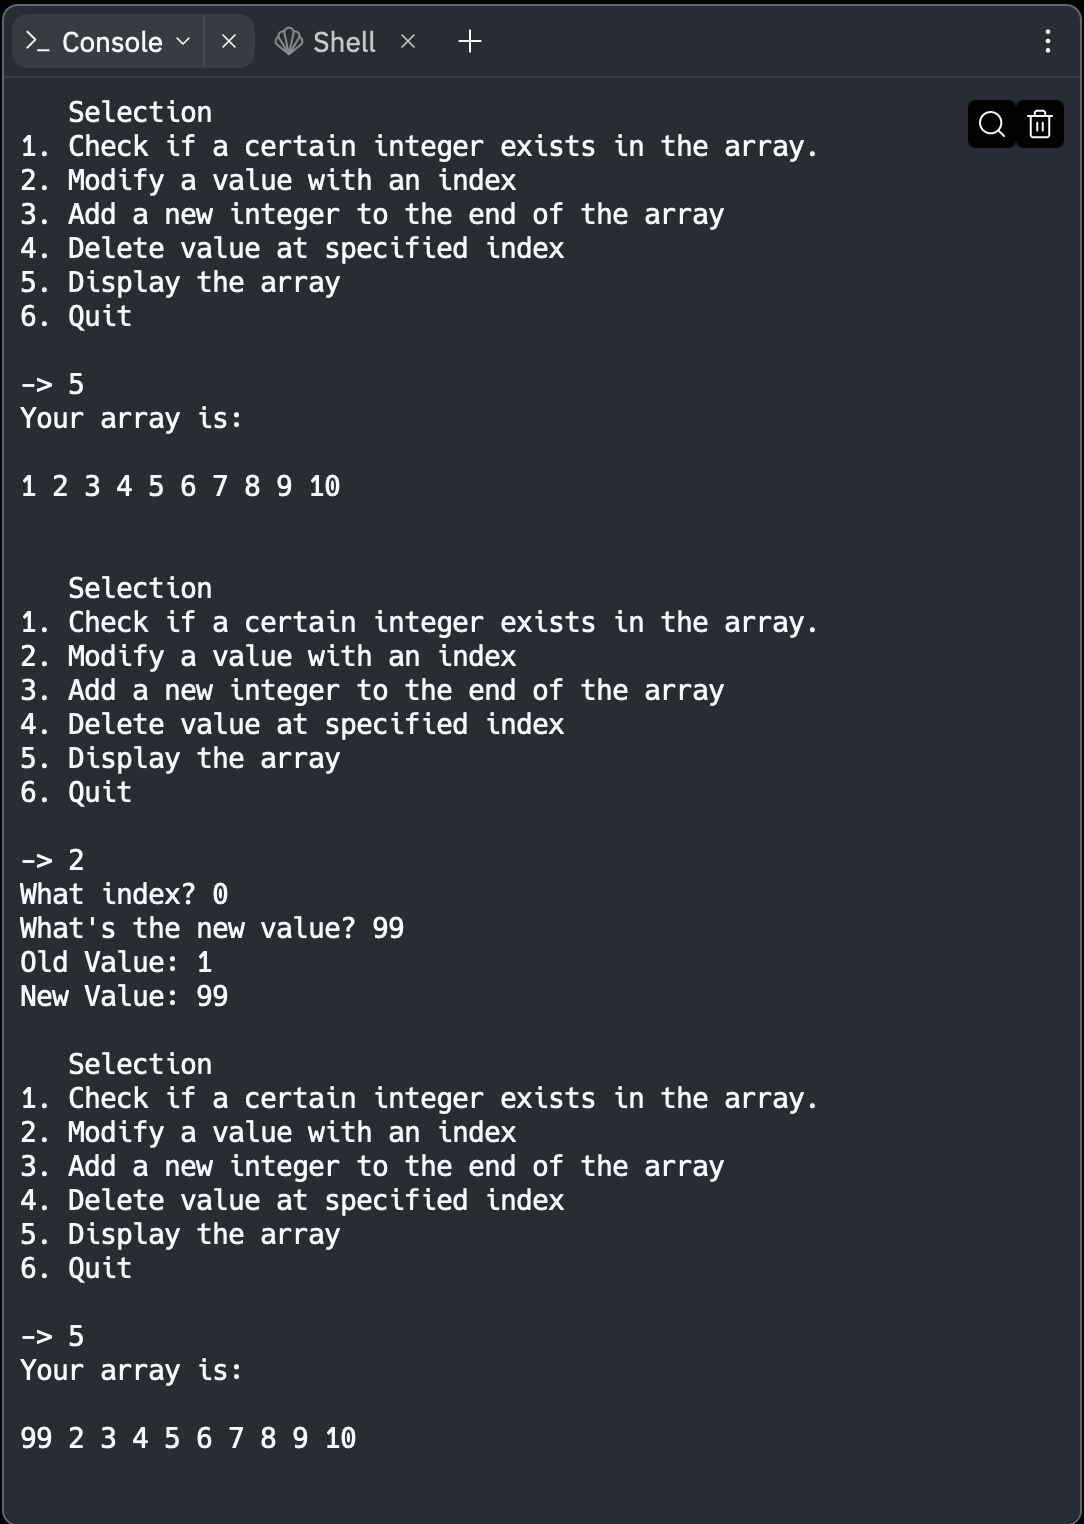 Console Shell
Selection
1. Check if a certain integer exists in the array.
2. Modify a value with an index
3. Add a new integer to the end of the array
4. Delete value at specified index
5. Display the array
6. Quit
-> 5
Your array is:
1 2 3 4 5 6 7 8 9 10
Selection
1. Check if a certain integer exists in the array.
2. Modify a value with an index
3. Add a new integer to the end of the array
4. Delete value at specified index
5. Display the array
6. Quit
-> 2
What index? 0
What's the new value? 99
Old Value: 1
New Value: 99
Selection
1. Check if a certain integer exists in the array.
2. Modify a value with an index
3. Add a new integer to the end of the array
4. Delete value at specified index
5. Display the array
6. Quit
-> 5
Your array is:
99 2 3 4 5 6 7 8 9 10